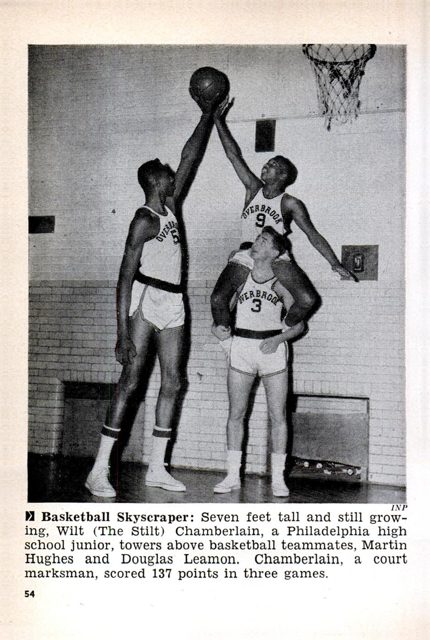 OVERBROOK
OVERBROOK
9
OVERBROOK
3
INP
Basketball Skyscraper: Seven feet tall and still grow-
ing, Wilt (The Stilt) Chamberlain, a Philadelphia high
school junior, towers above basketball teammates, Martin
Hughes and Douglas Leamon. Chamberlain, a court
marksman, scored 137 points in three games.
54